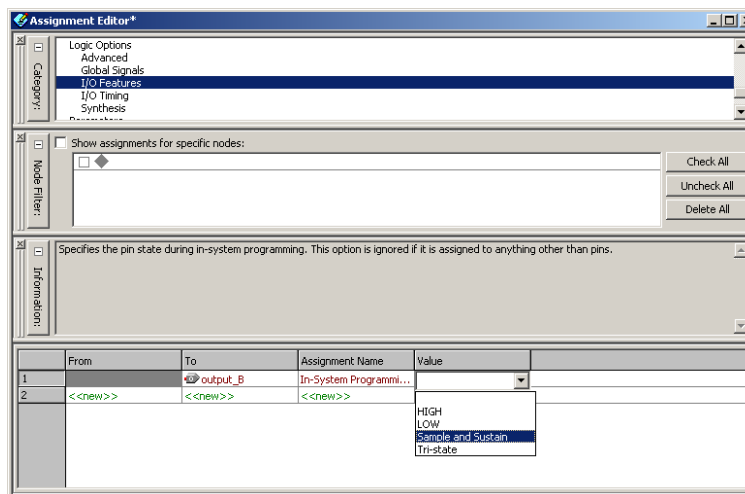 Assignment Editor*
Category:
Logic Options
Advanced
Global Signals
I/O Features
I/O Timing
Synthesis
Parameters
Node Filter:
Show assignments for specific nodes:
Check All
Uncheck All
Delete All
Information:
Specifies the pin state during in-system programming. This option is ignored if it is assigned to anything other than pins.
From To Assignment Name Value
1 output_B In-System Programmi...
2 <<new>> <<new>> <<new>>
HIGH
LOW
Sample and Sustain
Tri-state